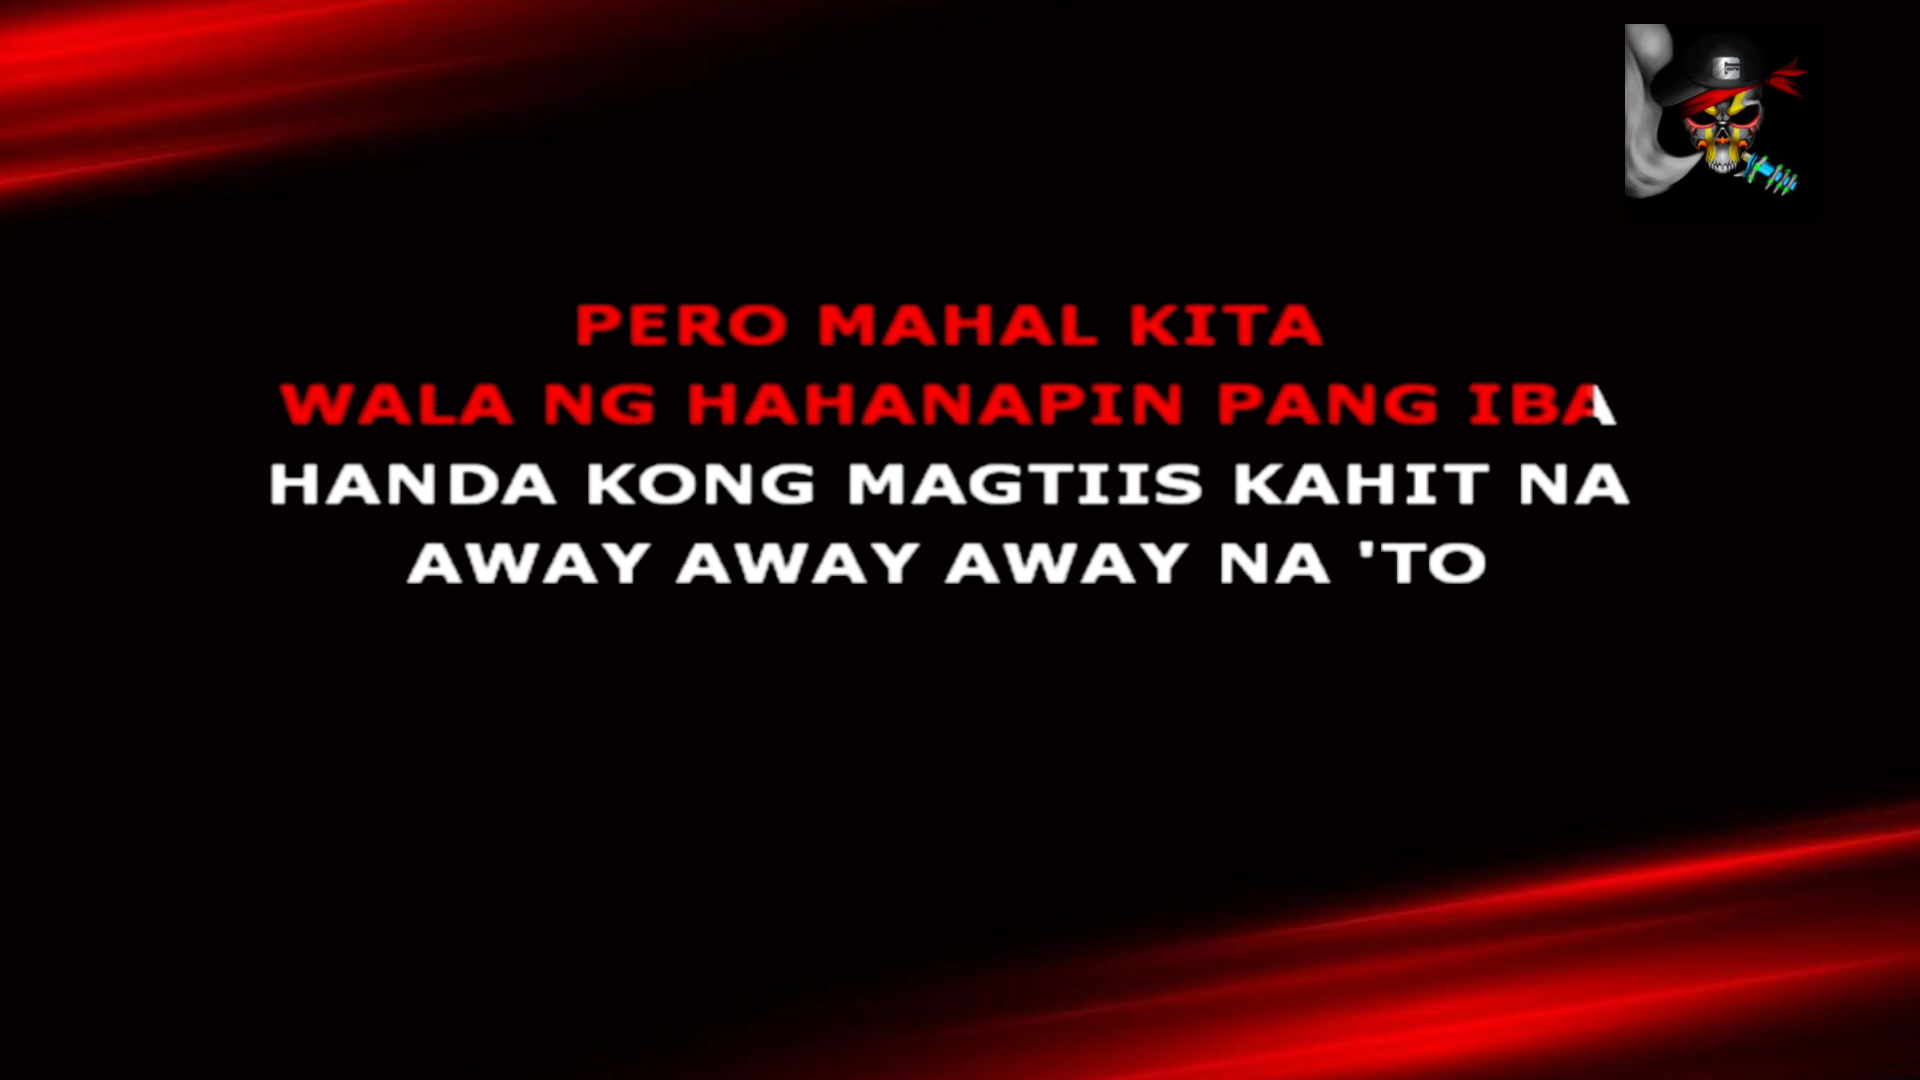 PERO MAHAL KITA
WALA NG HAHANAPIN PANG IBA
HANDA KONG MAGTIIS KAHIT NA
AWAY AWAY AWAY NA 'TO